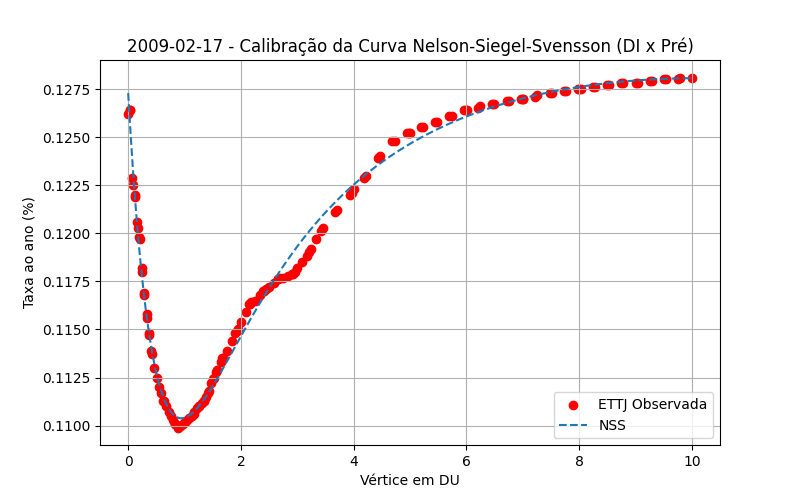 2009-02-17 - Calibração da Curva Nelson-Siegel-Svensson (DI x Pré)
Taxa ao ano (%)
0.1275
0.1250
0.1225
0.1200
0.1175
0.1150
0.1125
0.1100
ETTJ Observada
NSS
0
2
4
6
8
10
Vértice em DU